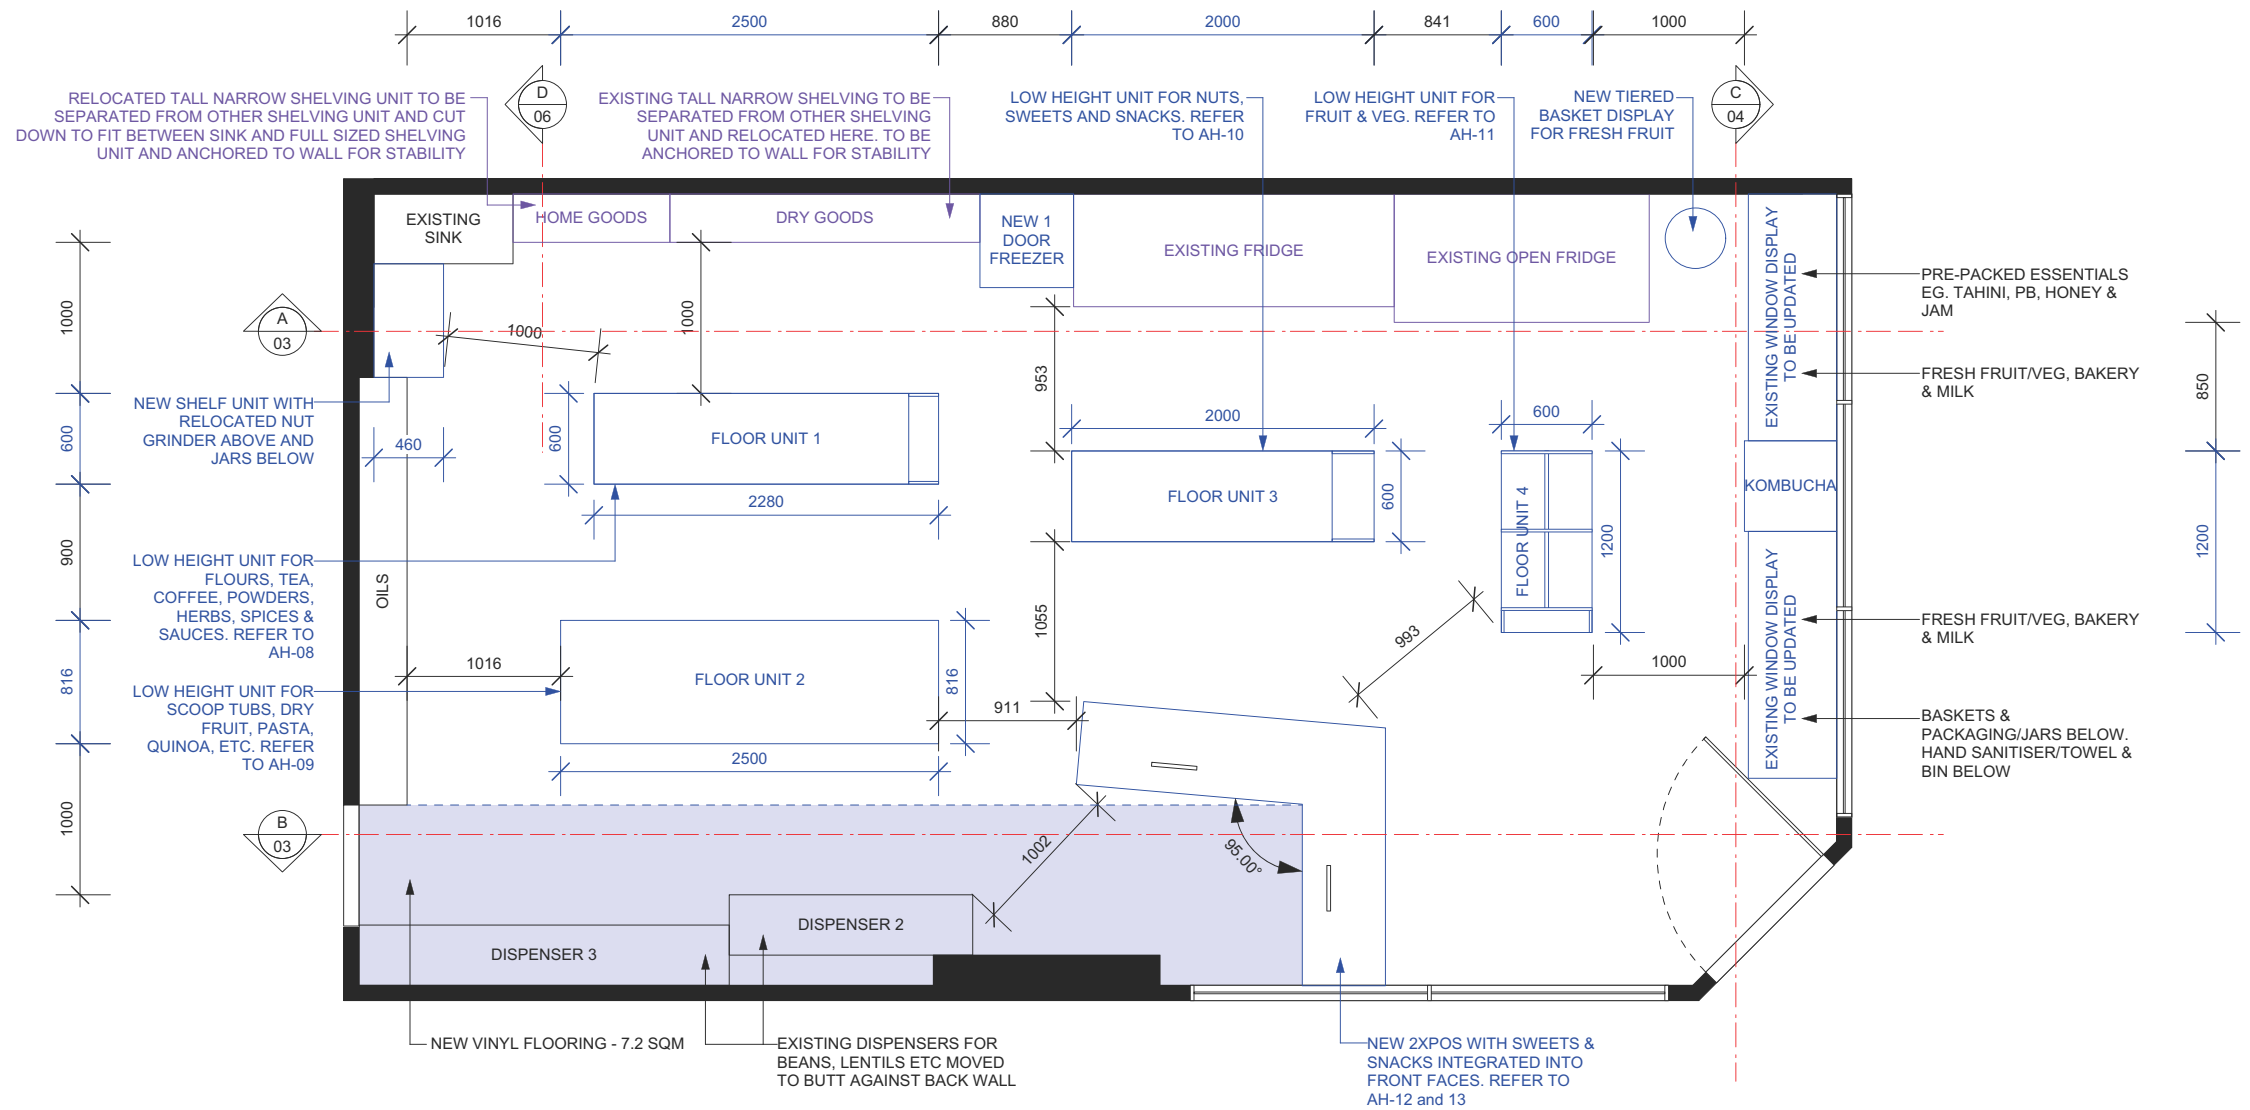 1016
2500
880
2000
841
600
1000
RELOCATED TALL NARROW SHELVING UNIT TO BE
SEPARATED FROM OTHER SHELVING UNIT AND CUT
DOWN TO FIT BETWEEN SINK AND FULL SIZED SHELVING
UNIT AND ANCHORED TO WALL FOR STABILITY
D
06
EXISTING TALL NARROW SHELVING TO BE
SEPARATED FROM OTHER SHELVING
UNIT AND RELOCATED HERE. TO BE
ANCHORED TO WALL FOR STABILITY
LOW HEIGHT UNIT FOR NUTS,
SWEETS AND SNACKS. REFER
TO AH-10
LOW HEIGHT UNIT FOR
FRUIT & VEG. REFER TO
AH-11
NEW TIERED
BASKET DISPLAY
FOR FRESH FRUIT
C
04
EXISTING
SINK
HOME GOODS
DRY GOODS
NEW 1
DOOR
FREEZER
EXISTING FRIDGE
EXISTING OPEN FRIDGE
EXISTING WINDOW DISPLAY
TO BE UPDATED
PRE-PACKED ESSENTIALS
EG. TAHINI, PB, HONEY &
JAM
FRESH FRUIT/VEG, BAKERY
& MILK
1000
A
03
1000
1000
953
850
NEW SHELF UNIT WITH
RELOCATED NUT
GRINDER ABOVE AND
JARS BELOW
600
460
600
FLOOR UNIT 1
2280
2000
FLOOR UNIT 3
600
600
FLOOR UNIT 4
1200
KOMBUCHA
1200
900
LOW HEIGHT UNIT FOR
FLOURS, TEA,
COFFEE, POWDERS,
HERBS, SPICES &
SAUCES. REFER TO
AH-08
OILS
1055
993
EXISTING WINDOW DISPLAY
TO BE UPDATED
FRESH FRUIT/VEG, BAKERY
& MILK
816
LOW HEIGHT UNIT FOR
SCOOP TUBS, DRY
FRUIT, PASTA,
QUINOA, ETC. REFER
TO AH-09
1016
FLOOR UNIT 2
816
2500
911
1000
BASKETS &
PACKAGING/JARS BELOW.
HAND SANITISER/TOWEL &
BIN BELOW
1000
B
03
1002
95.00°
DISPENSER 2
DISPENSER 3
NEW VINYL FLOORING - 7.2 SQM
EXISTING DISPENSERS FOR
BEANS, LENTILS ETC MOVED
TO BUTT AGAINST BACK WALL
NEW 2XPOS WITH SWEETS &
SNACKS INTEGRATED INTO
FRONT FACES. REFER TO
AH-12 and 13